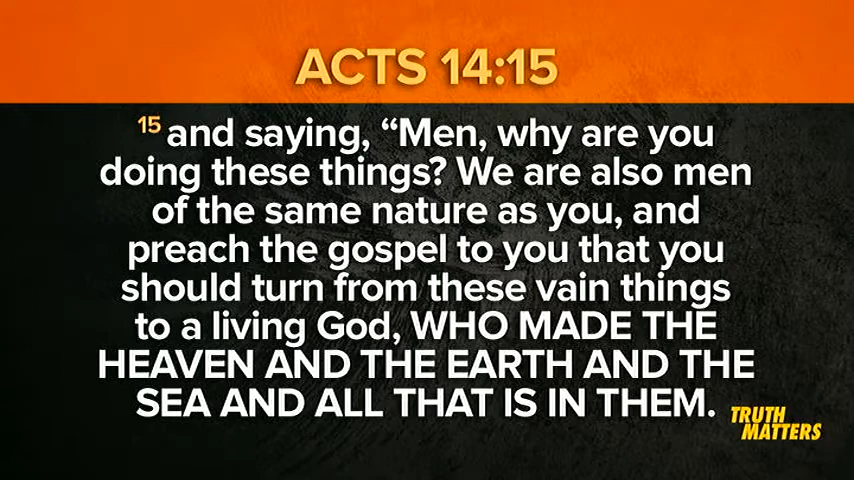 ACTS 14:15
15 and saying, “Men, why are you
doing these things? We are also men
of the same nature as you, and
preach the gospel to you that you
should turn from these vain things
to a living God, WHO MADE THE
HEAVEN AND THE EARTH AND THE
SEA AND ALL THAT IS IN THEM.
TRUTH
MATTERS